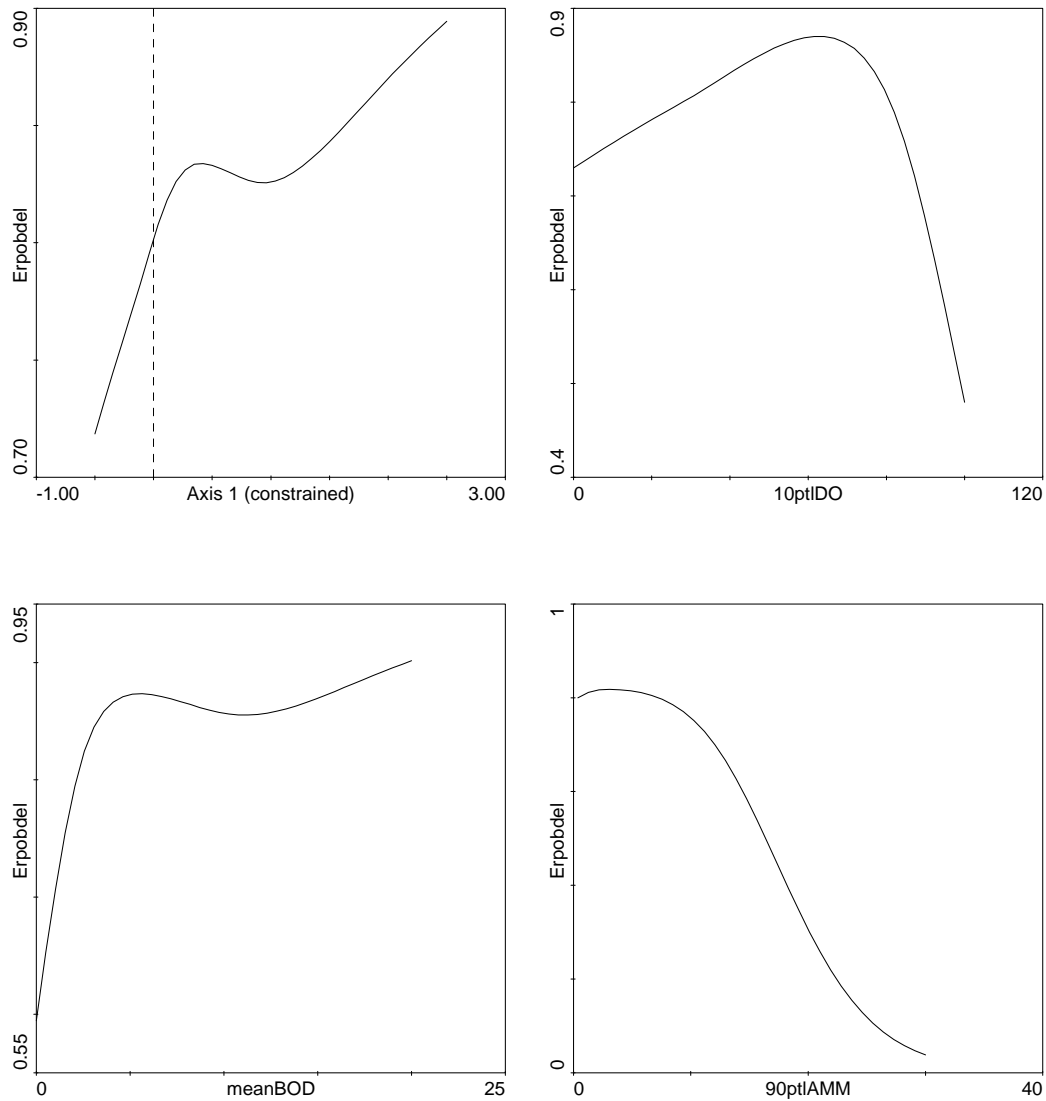 0.90
Erpobdel
0.70
-1.00 Axis 1 (constrained) 3.00
0.9
Erpobdel
0.4
0 10ptlDO 120
0.95
Erpobdel
0.55
0 meanBOD 25
1
Erpobdel
0
0 90ptlAMM 40